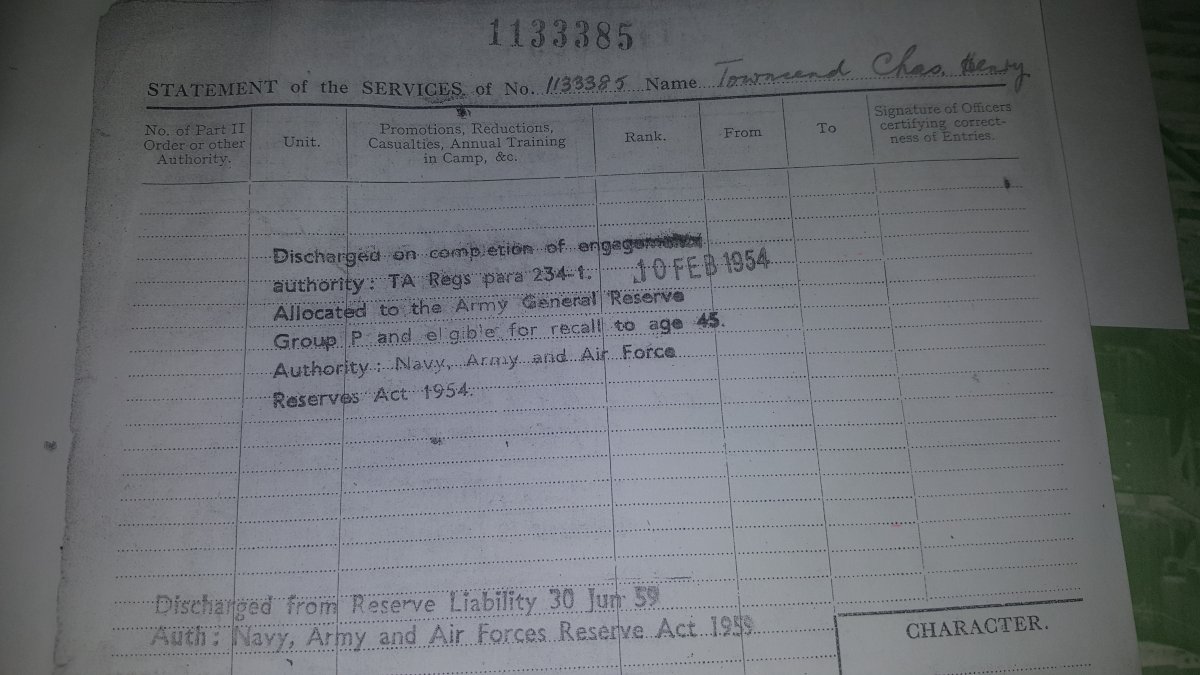 1133385
STATEMENT of the SERVICES of No. 1133385 Name Townsend Chas. Henry
No. of Part II
Order or other
Authority.
Unit.
Promotions, Reductions,
Casualties, Annual Training
in Camp, &c.
Rank.
From
To
Signature of Officers
certifying correct-
ness of Entries.
Discharged on completion of engagement
authority: TA Regs para 234-1. 10 FEB 1954
Allocated to the Army General Reserve
Group P and eligible for recall to age 45.
Authority: Navy, Army and Air Force
Reserves Act 1954.
Discharged from Reserve Liability 30 Jun 59
Auth: Navy, Army and Air Forces Reserve Act 1959
CHARACTER.